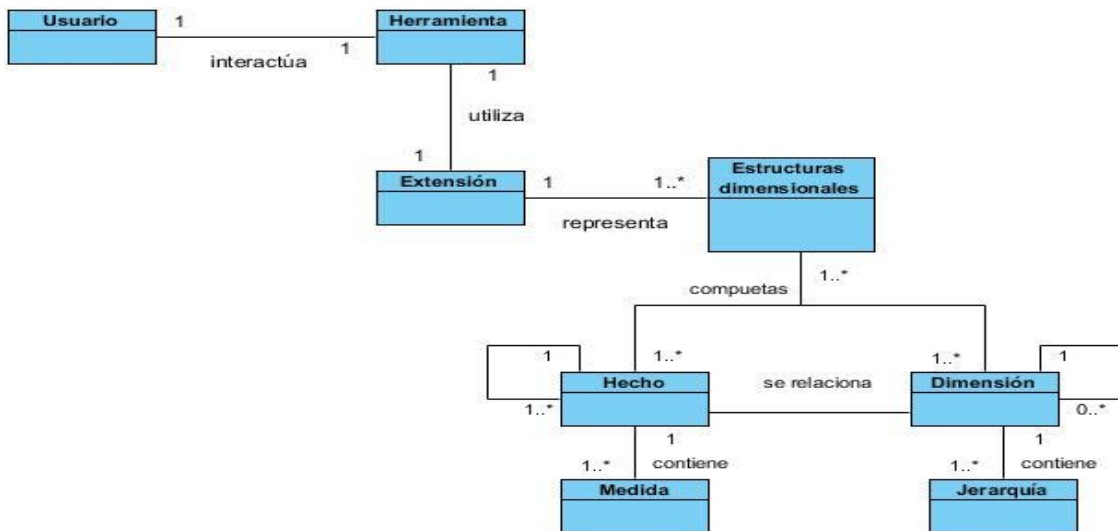 Usuario
1
1
interactúa
Herramienta
1
utiliza
1
Extensión
1
1..*
representa
Estructuras
dimensionales
1..*
compuetas
1
1..*
1..*
Hecho
se relaciona
1..*
1
Dimensión
0..*
1
1..*
contiene
Medida
1
1..*
contiene
Jerarquía